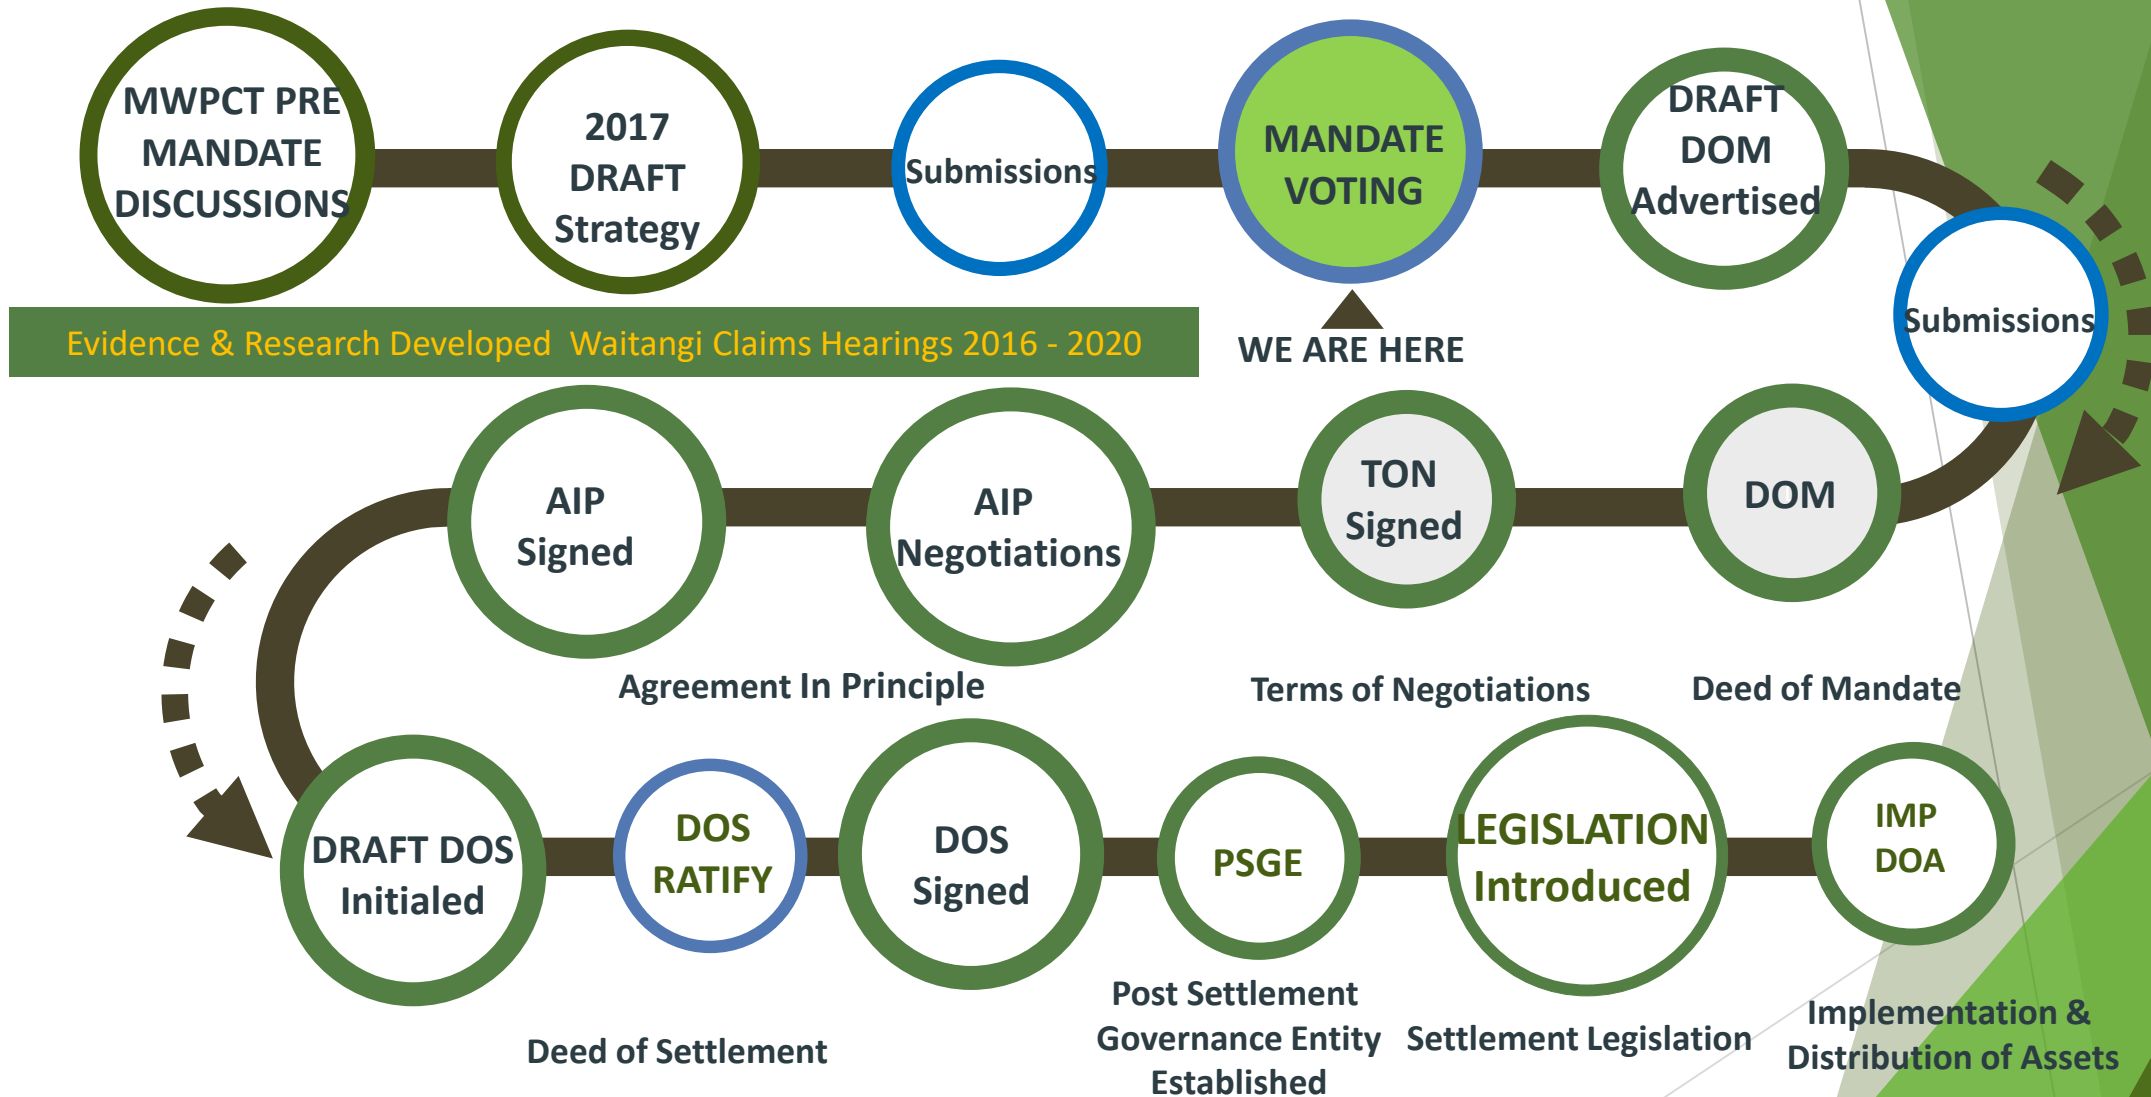 MWPCT PRE
MANDATE
DISCUSSIONS
2017
DRAFT
Strategy
Submissions
MANDATE
VOTING
DRAFT
DOM
Advertised
Submissions
Evidence & Research Developed  Waitangi Claims Hearings 2016 - 2020
WE ARE HERE
AIP
Signed
AIP
Negotiations
TON
Signed
DOM
Agreement In Principle
Terms of Negotiations
Deed of Mandate
DRAFT DOS
Initialed
DOS
RATIFY
DOS
Signed
PSGE
LEGISLATION
Introduced
IMP
DOA
Deed of Settlement
Post Settlement
Governance Entity
Established
Settlement Legislation
Implementation &
Distribution of Assets